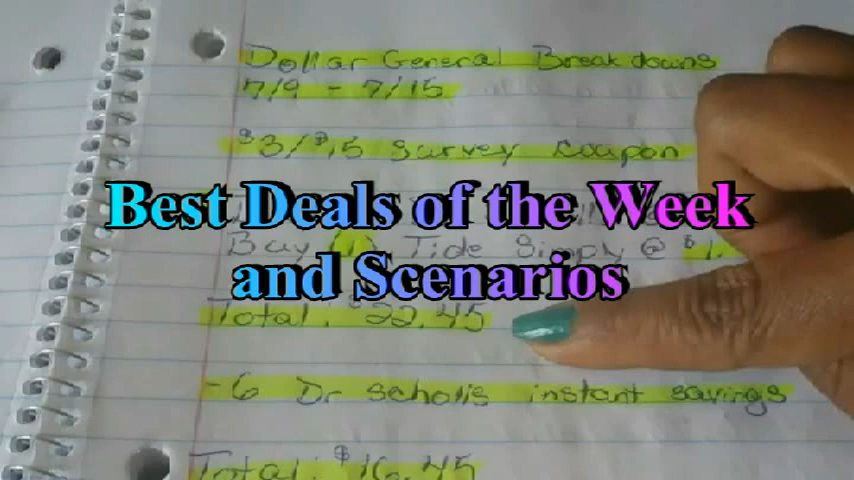 Dollar General Breakdowns
7/9 - 7/15
$3/$15 Survey Coupon
Best Deals of the Week
Buy Tide Simply @ $1.
and Scenarios
Total: $22.45
-6 Dr scholls instant savings
Total: $16.45